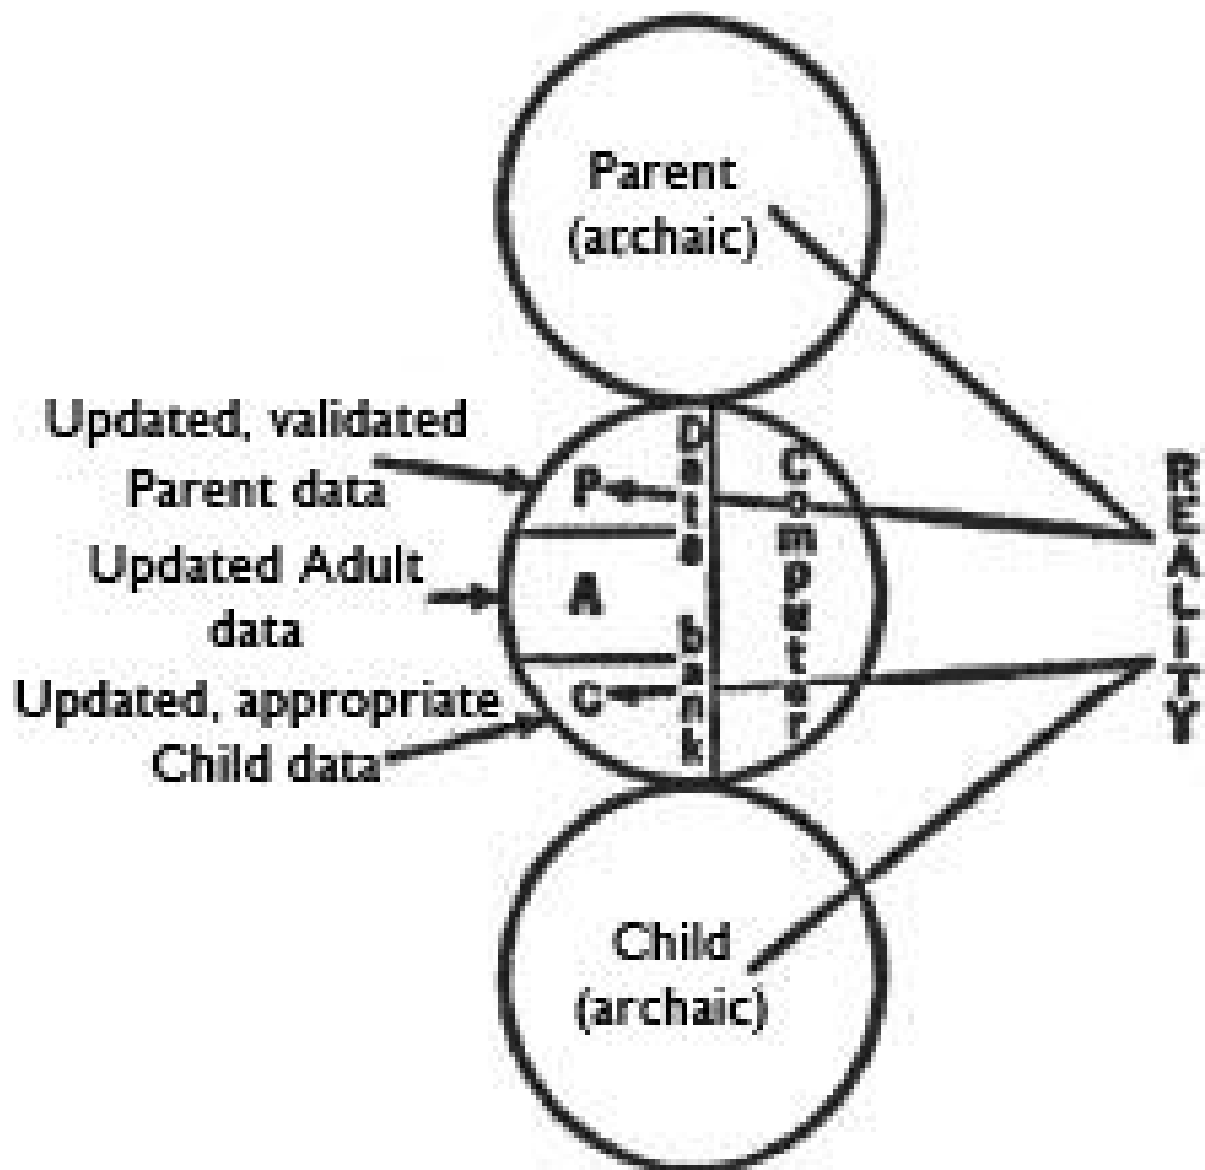 Parent
(archaic)
Updated, validated
Parent data
P
Updated Adult
data
A
Updated, appropriate
Child data
C
Data bank
Computer
REALITY
Child
(archaic)